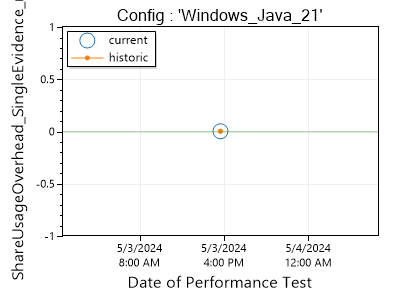 Config : 'Windows_Java_21'
current
historic
1
0.5
0
-0.5
-1
ShareUsageOverhead_SingleEvidence_
5/3/2024 5/3/2024 5/4/2024
8:00 AM 4:00 PM 12:00 AM
Date of Performance Test